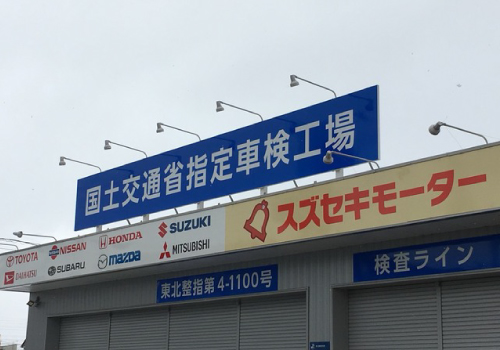 国土交通省指定車検工場
TOYOTA NISSAN HONDA SUZUKI
DAIHATSU SUBARU mazda MITSUBISHI
スズセキモーター
東北整指第4-1100号
検査ライン